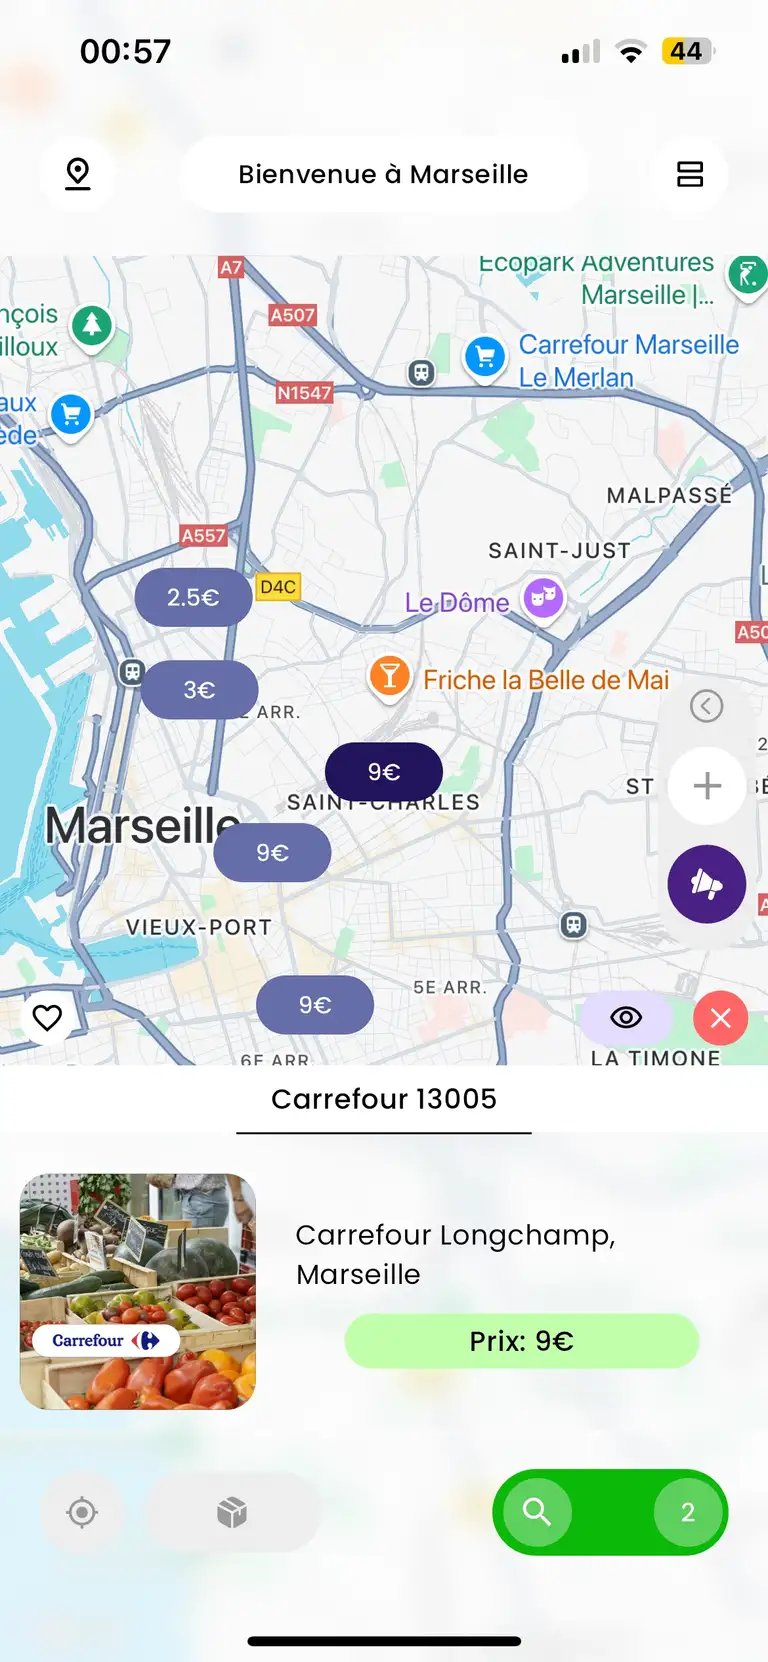 00:57
44
Bienvenue à Marseille
A7
Ecopark Adventures
Marseille |...
A507
nçois
illoux
Carrefour Marseille
Le Merlan
N1547
aux
ède
MALPASSÉ
A557
SAINT-JUST
2.5€
D4C
Le Dôme
A50
3€
Friche la Belle de Mai
E ARR.
9€
2
SAINT-CHARLES
ST
BÉ
Marseille
9€
A
VIEUX-PORT
5E ARR.
9€
6E ARR.
LA TIMONE
Carrefour 13005
Carrefour Longchamp,
Marseille
Carrefour
Prix: 9€
2